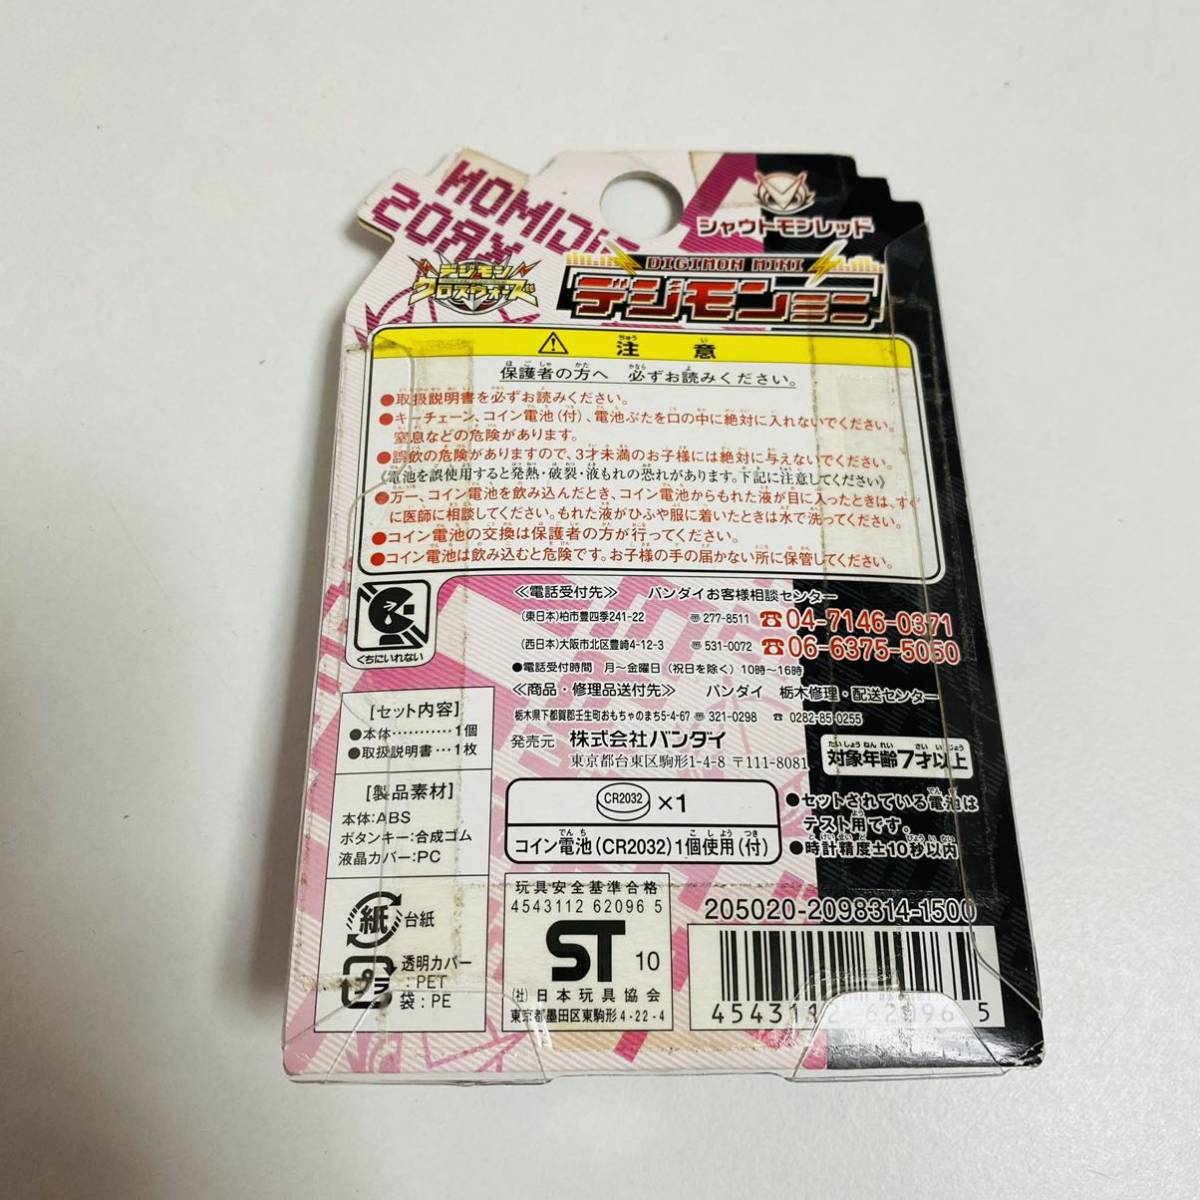 シャウトモンレッド
DIGIMON MINI
デジモンミニ
デジモン
クロスウォーズ
注意
保護者の方へ 必ずお読みください。
●取扱説明書を必ずお読みください。
●キーチェーン、コイン電池(付)、電池ぶたを口の中に絶対に入れないでください。
窒息などの危険があります。
●誤飲の危険がありますので、3才未満のお子様には絶対に与えないでください。
《電池を誤使用すると発熱・破裂・液もれの恐れがあります。下記に注意してください》
●万一、コイン電池を飲み込んだとき、コイン電池からもれた液が目に入ったときは、すぐ
に医師に相談してください。もれた液がひふや服に着いたときは水で洗ってください。
●コイン電池の交換は保護者の方が行ってください。
●コイン電池は飲み込むと危険です。お子様の手の届かない所に保管してください。
くちにいれない
≪電話受付先≫ バンダイお客様相談センター
(東日本)柏市豊四季241-22 〠277-8511 ☎04-7146-0371
(西日本)大阪市北区豊崎4-12-3 〠531-0072 ☎06-6375-5050
●電話受付時間 月〜金曜日(祝日を除く)10時〜16時
≪商品・修理品送付先≫ バンダイ 栃木修理・配送センター
栃木県下都賀郡壬生町おもちゃのまち5-4-67 〠321-0298 ☎0282-85-0255
発売元 株式会社バンダイ
東京都台東区駒形1-4-8 〒111-8081
対象年齢7才以上
[セット内容]
●本体…………1個
●取扱説明書…1枚
[製品素材]
本体:ABS
ボタンキー:合成ゴム
液晶カバー:PC
紙 台紙
プラ
透明カバー
:PET
袋:PE
CR2032 ×1
コイン電池(CR2032)1個使用(付)
●セットされている電池は
テスト用です。
●時計精度±10秒以内
玩具安全基準合格
4543112 62096 5
ST 10
(社)日本玩具協会
東京都墨田区東駒形4-22-4
205020-2098314-1500
4543112 62096 5